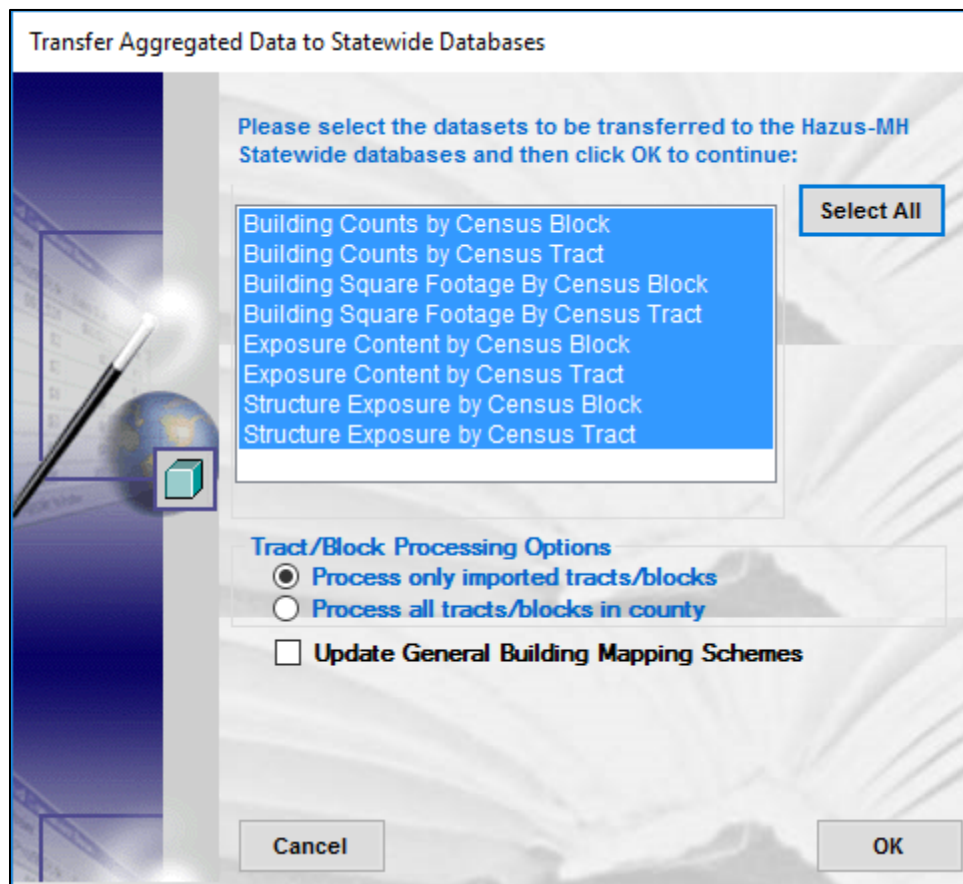 Transfer Aggregated Data to Statewide Databases
Please select the datasets to be transferred to the Hazus-MH
Statewide databases and then click OK to continue:
Select All
Building Counts by Census Block
Building Counts by Census Tract
Building Square Footage By Census Block
Building Square Footage By Census Tract
Exposure Content by Census Block
Exposure Content by Census Tract
Structure Exposure by Census Block
Structure Exposure by Census Tract
Tract/Block Processing Options
Process only imported tracts/blocks
Process all tracts/blocks in county
Update General Building Mapping Schemes
Cancel
OK